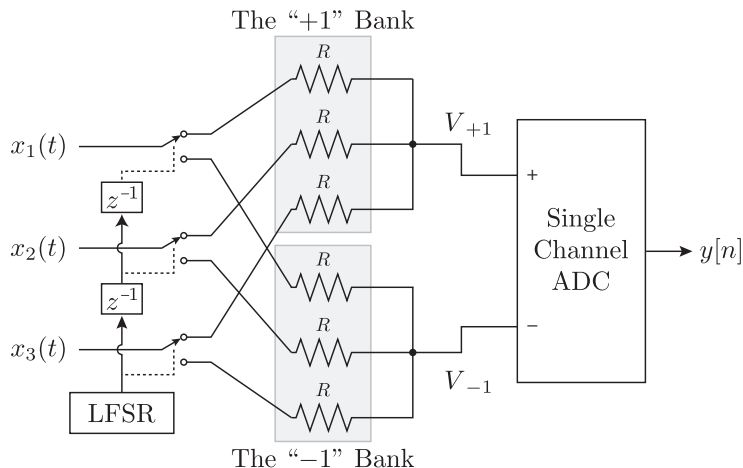 The “+1” Bank
R
R
R
x₁(t)
x₂(t)
x₃(t)
z⁻¹
z⁻¹
LFSR
R
R
R
The “−1” Bank
V₊₁
V₋₁
+
−
Single
Channel
ADC
y[n]